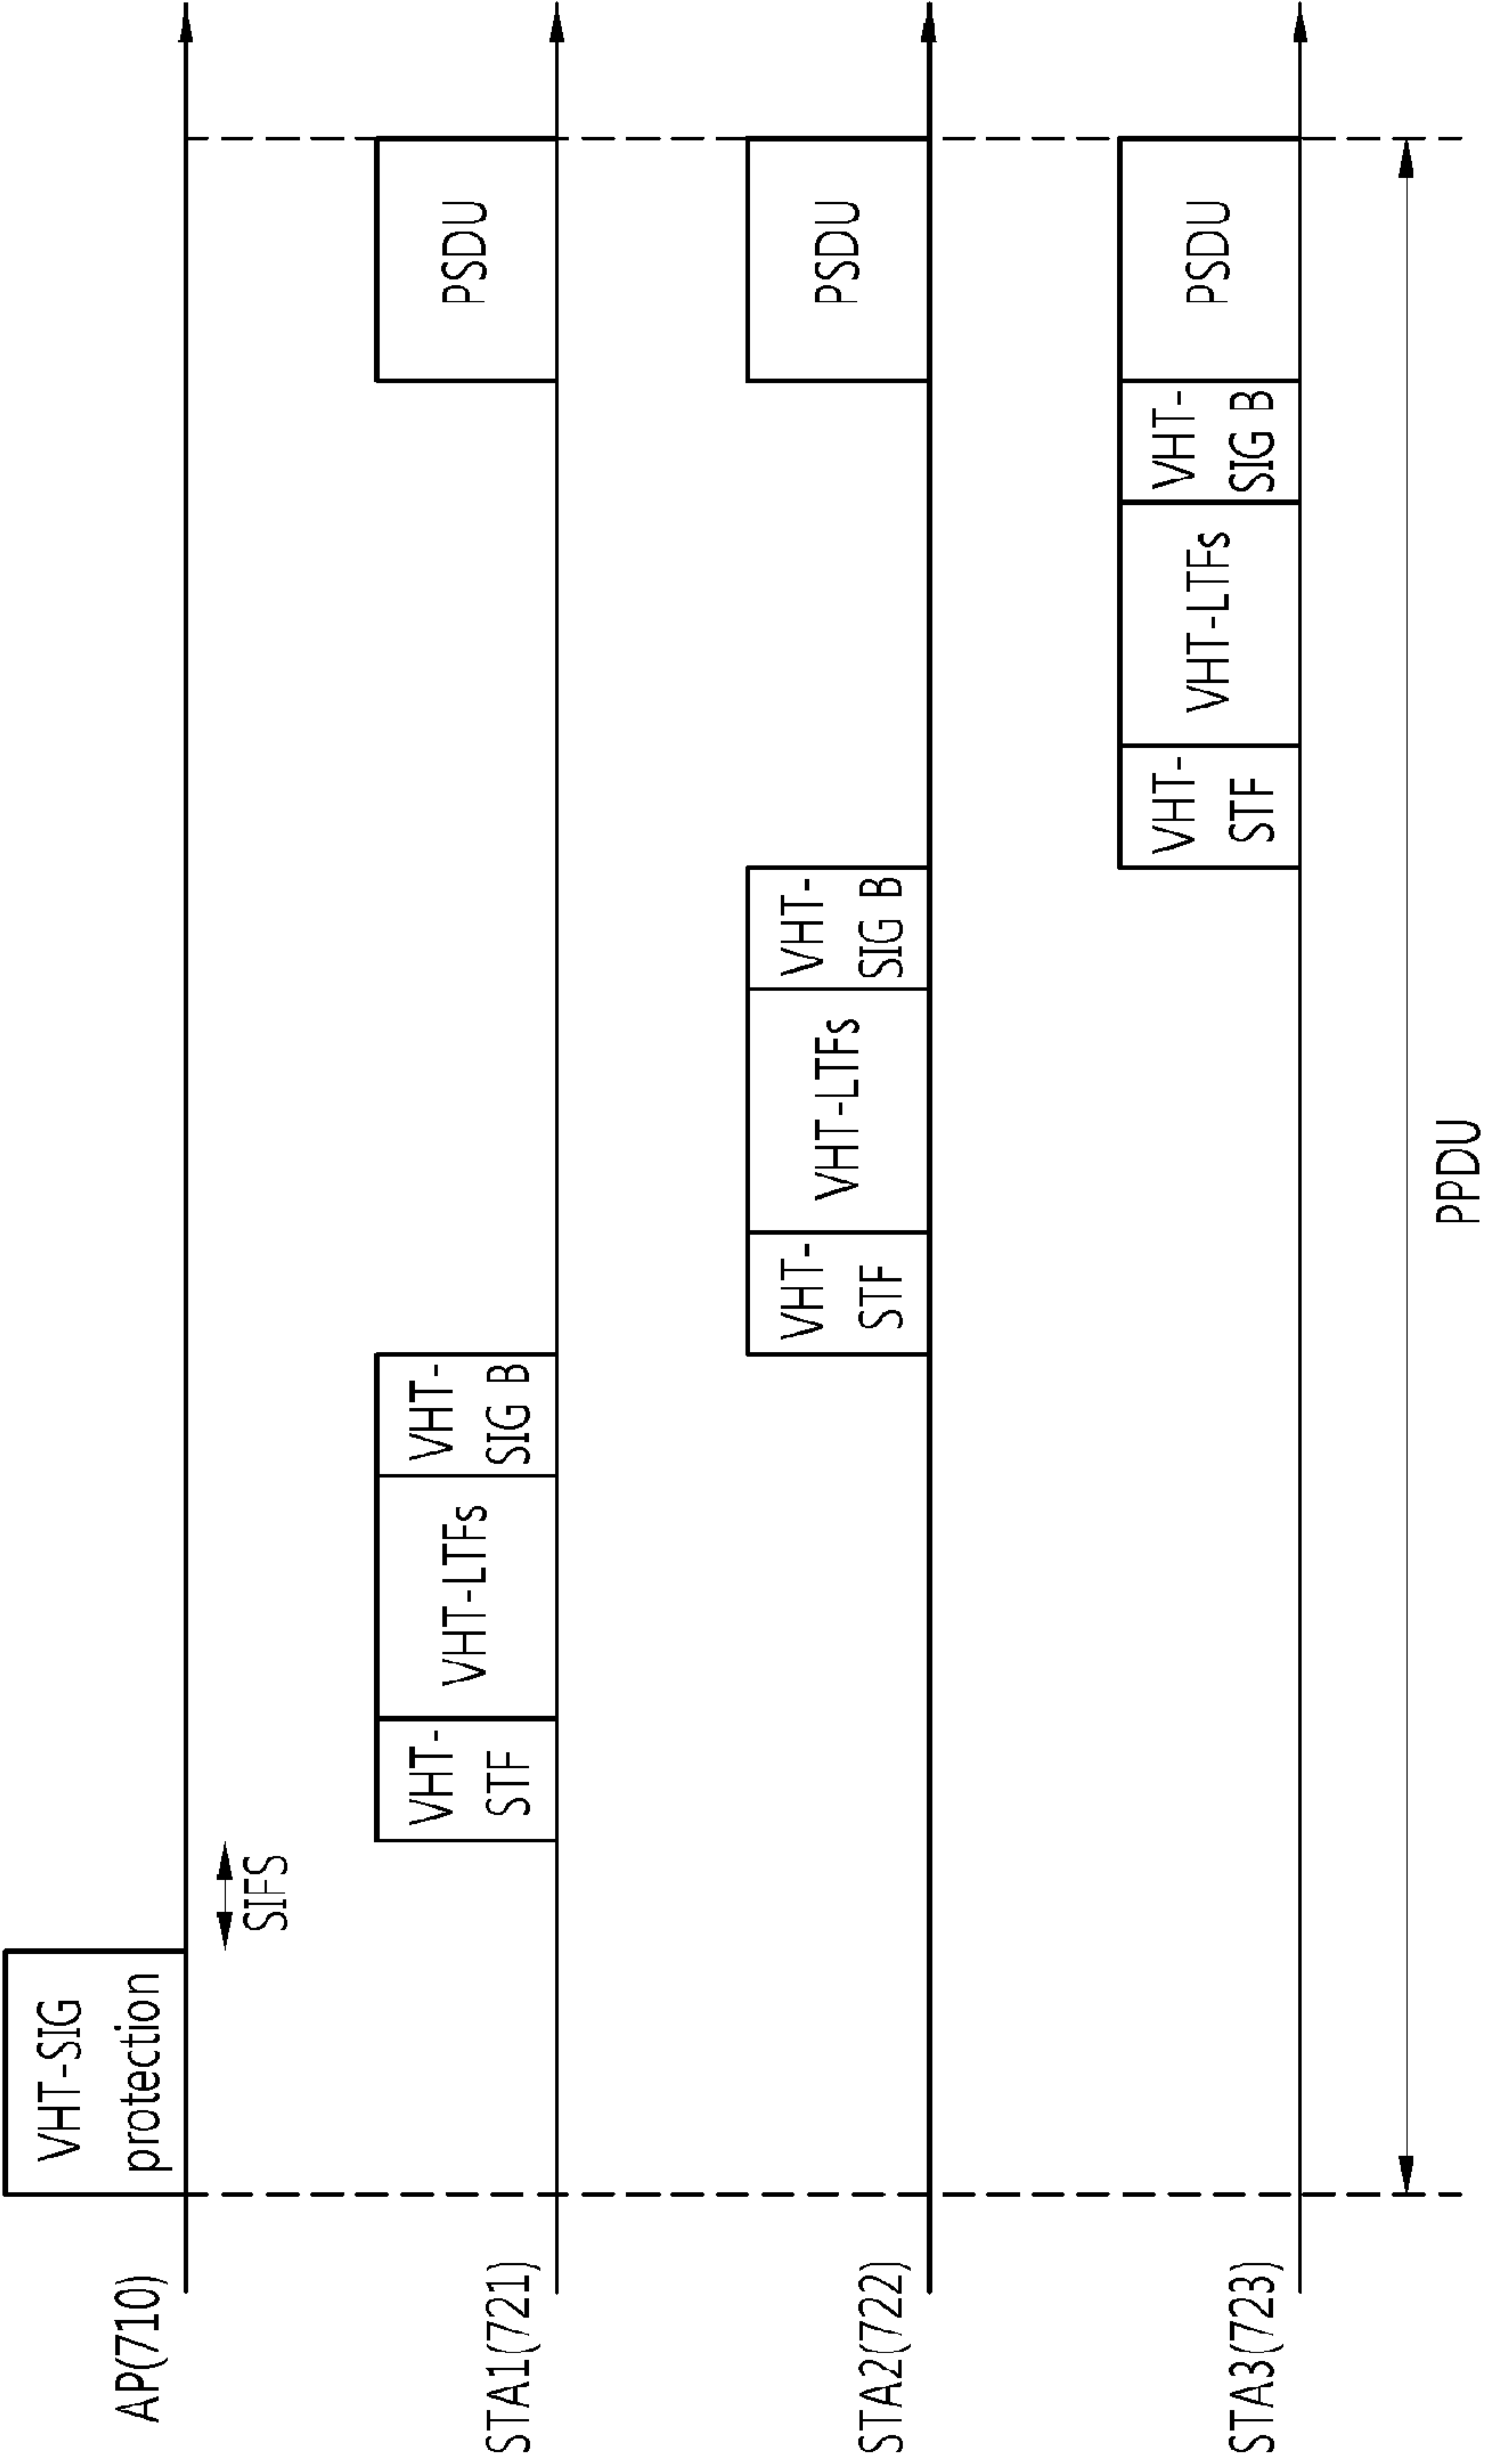 AP(710)
VHT-SIG
protection
SIFS
STA1(721)
VHT-
STF
VHT-LTFs
VHT-
SIG B
PSDU
STA2(722)
VHT-
STF
VHT-LTFs
VHT-
SIG B
PSDU
STA3(723)
VHT-
STF
VHT-LTFs
VHT-
SIG B
PSDU
PPDU